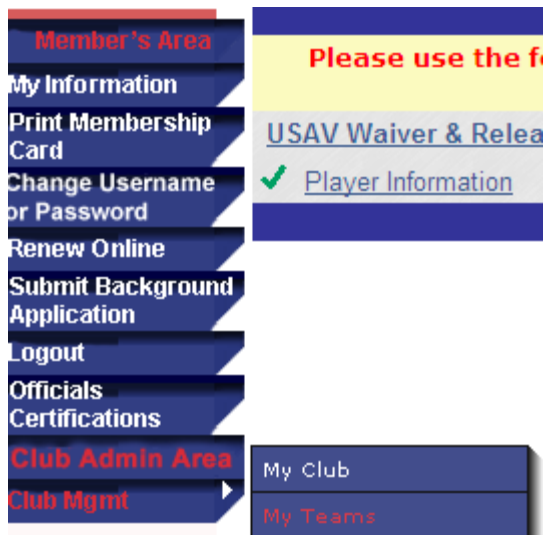 Member's Area
My Information
Print Membership
Card
Change Username
or Password
Renew Online
Submit Background
Application
Logout
Officials
Certifications
Club Admin Area
Club Mgmt
Please use the
USAV Waiver &
Player Information
My Club
My Teams